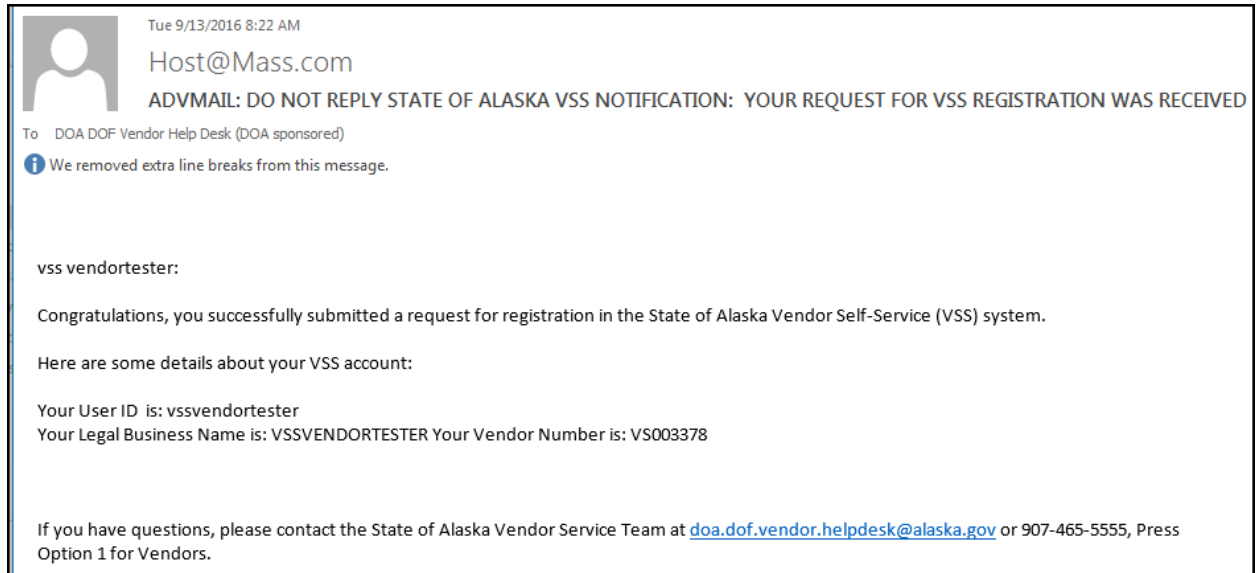 Tue 9/13/2016 8:22 AM
Host@Mass.com
ADVMAIL: DO NOT REPLY STATE OF ALASKA VSS NOTIFICATION:  YOUR REQUEST FOR VSS REGISTRATION WAS RECEIVED
To DOA DOF Vendor Help Desk (DOA sponsored)
We removed extra line breaks from this message.
vss vendortester:
Congratulations, you successfully submitted a request for registration in the State of Alaska Vendor Self-Service (VSS) system.
Here are some details about your VSS account:
Your User ID  is: vssvendortester
Your Legal Business Name is: VSSVENDORTESTER Your Vendor Number is: VS003378
If you have questions, please contact the State of Alaska Vendor Service Team at doa.dof.vendor.helpdesk@alaska.gov or 907-465-5555, Press
Option 1 for Vendors.